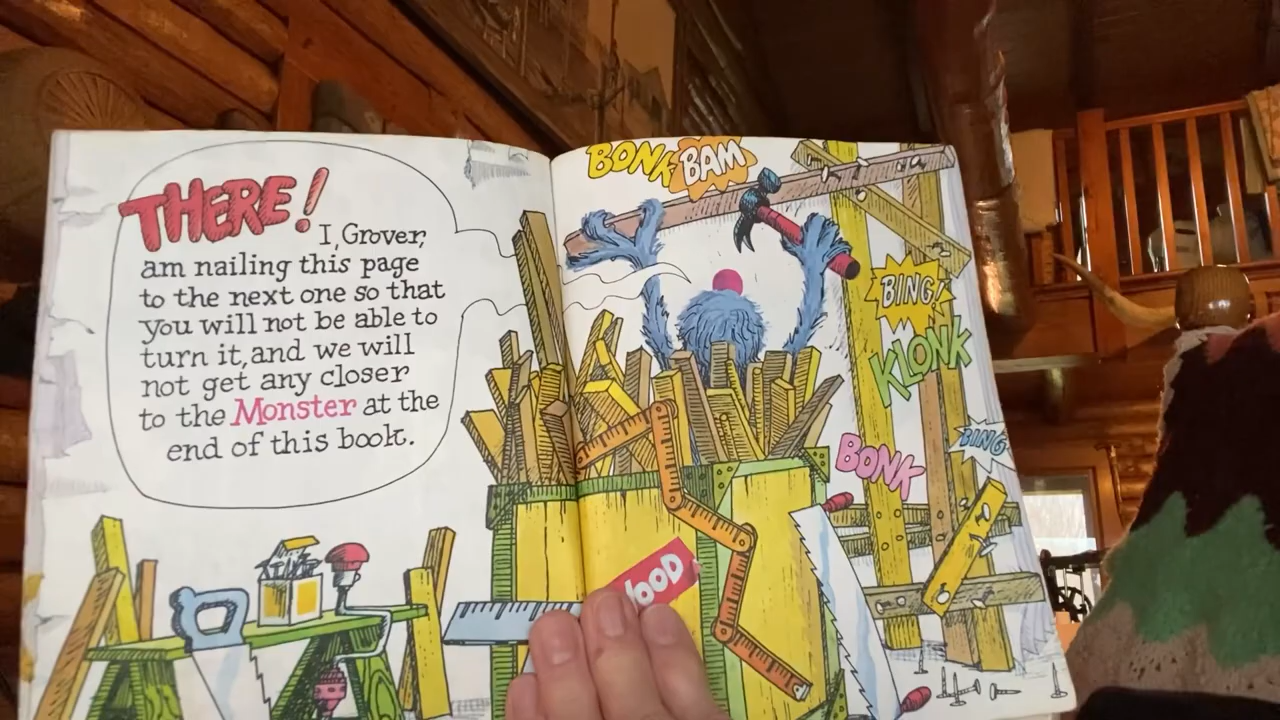 THERE!
I, Grover,
am nailing this page
to the next one so that
you will not be able to
turn it, and we will
not get any closer
to the Monster at the
end of this book.
BONK BAM
BING!
KLONK
BONK
BING